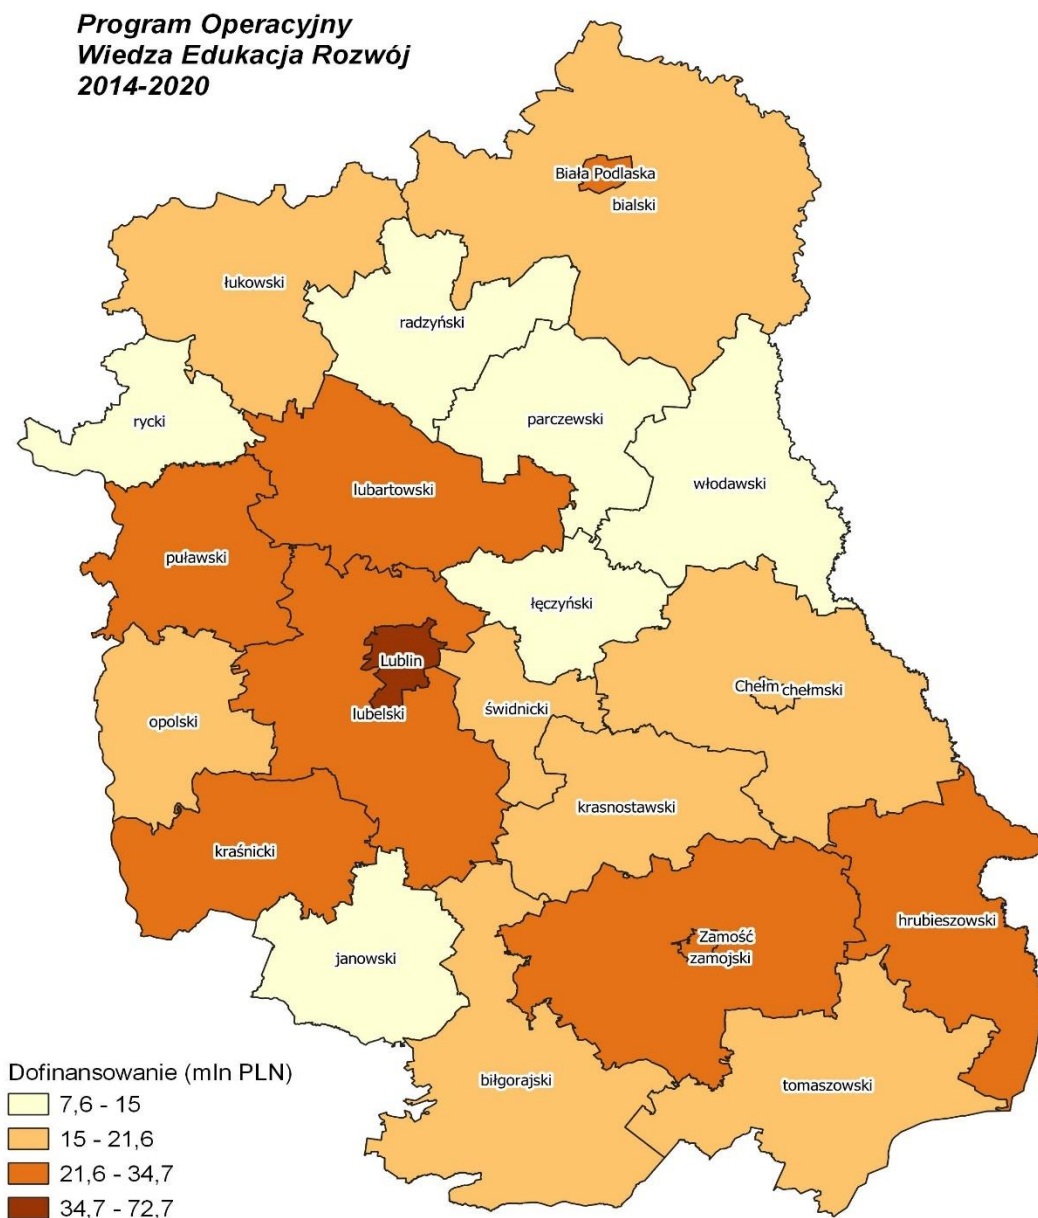 Program Operacyjny
Wiedza Edukacja Rozwój
2014-2020
Biała Podlaska
bialski
łukowski
radzyński
rycki
parczewski
lubartowski
włodawski
puławski
łęczyński
Lublin
Chełm
chełmski
lubelski
świdnicki
opolski
krasnostawski
kraśnicki
hrubieszowski
Zamość
zamojski
janowski
biłgorajski
tomaszowski
Dofinansowanie (mln PLN)
7,6 - 15
15 - 21,6
21,6 - 34,7
34,7 - 72,7